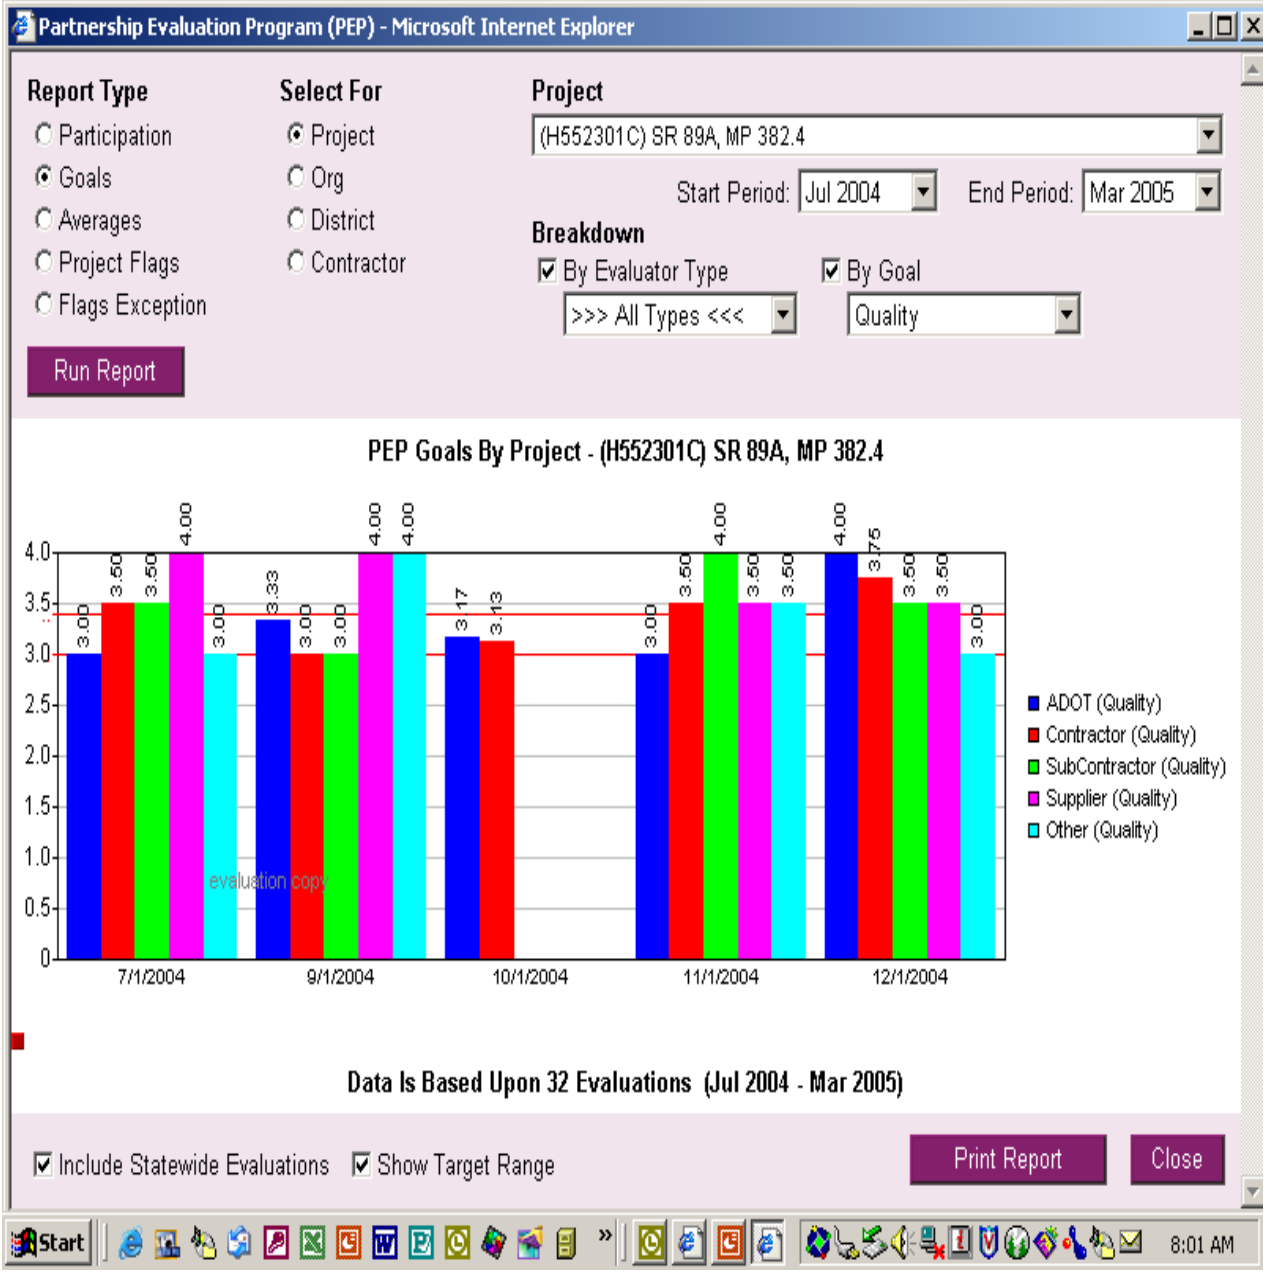 Partnership Evaluation Program (PEP) - Microsoft Internet Explorer
Report Type
Participation
Goals
Averages
Project Flags
Flags Exception
Run Report
Select For
Project
Org
District
Contractor
Project
(H552301C) SR 89A, MP 382.4
Start Period: Jul 2004 End Period: Mar 2005
Breakdown
By Evaluator Type By Goal
>>> All Types <<< Quality
PEP Goals By Project - (H552301C) SR 89A, MP 382.4
4.0
3.5
3.0
2.5
2.0
1.5
1.0
0.5
0
3.00 3.50 3.50 4.00 3.00
3.33 3.00 3.00 4.00 4.00
3.17 3.13
3.00 3.50 4.00 3.50 3.50
4.00 3.75 3.50 3.50 3.00
evaluation copy
7/1/2004 9/1/2004 10/1/2004 11/1/2004 12/1/2004
ADOT (Quality)
Contractor (Quality)
SubContractor (Quality)
Supplier (Quality)
Other (Quality)
Data Is Based Upon 32 Evaluations (Jul 2004 - Mar 2005)
Include Statewide Evaluations Show Target Range
Print Report Close
Start 8:01 AM